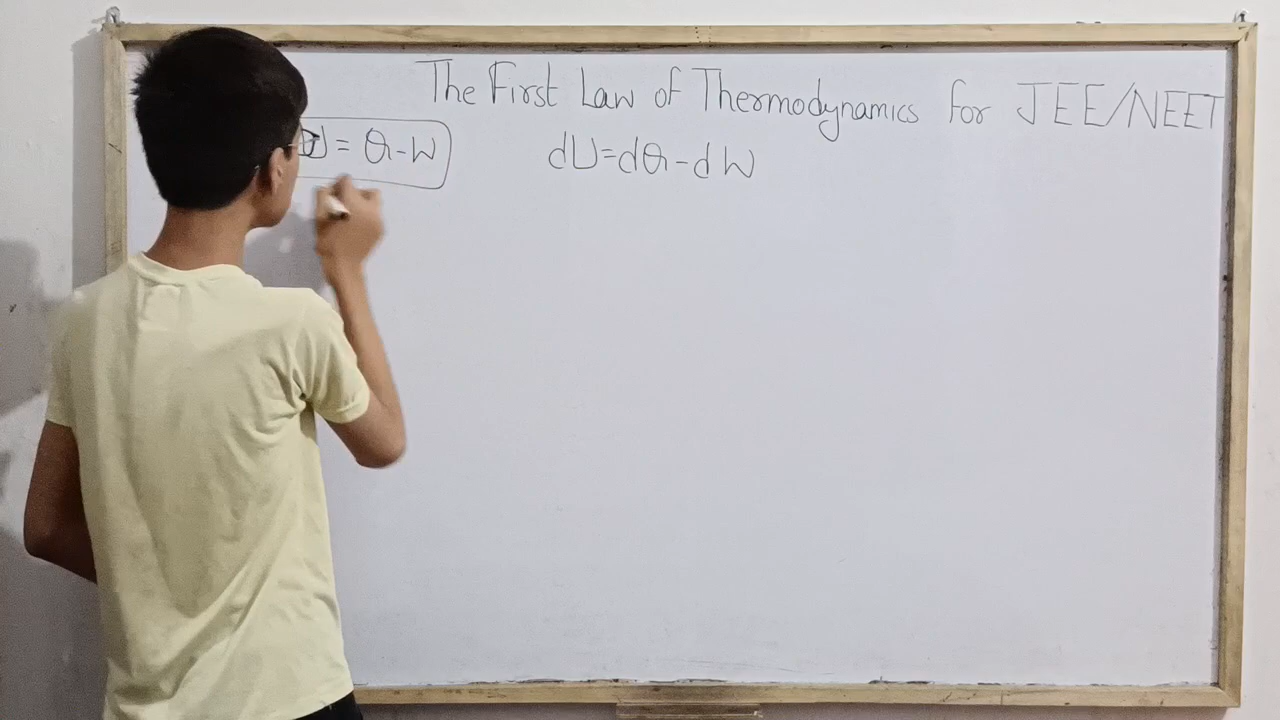 The First Law of Thermodynamics for JEE/NEET
U = Q - W
dU = dQ - dW